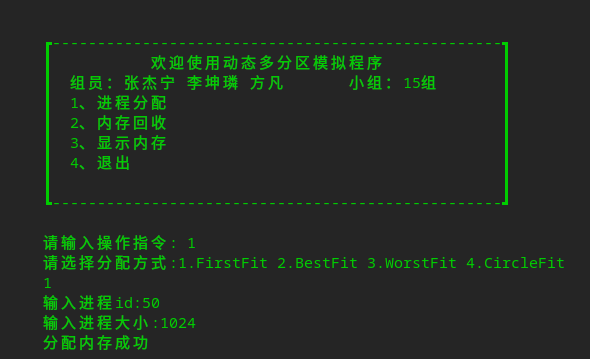 欢迎使用动态多分区模拟程序
组员：张杰宁 李坤璘 方凡 小组：15组
1、进程分配
2、内存回收
3、显示内存
4、退出
请输入操作指令：1
请选择分配方式:1.FirstFit 2.BestFit 3.WorstFit 4.CircleFit
1
输入进程id:50
输入进程大小:1024
分配内存成功